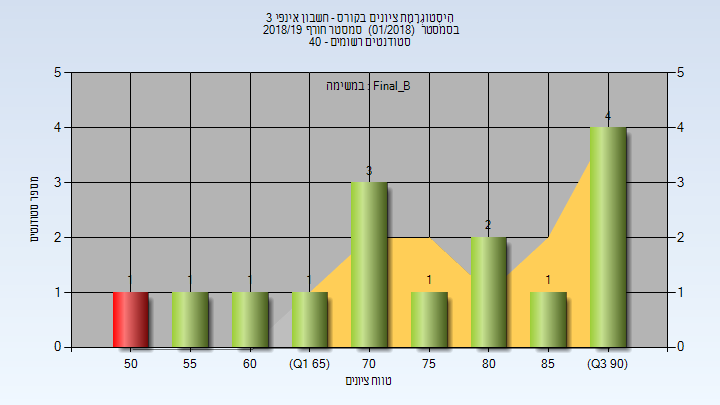 היסטוגרמת ציונים בקורס - חשבון אינפי 3
בסמסטר (01/2018) סמסטר חורף 2018/19
סטודנטים רשומים - 40
במשימה : Final_B
מספר סטודנטים
5 5
4 4
3 3
2 2
1 1
0 0
1 1 1 1 3 1 2 1 4
50 55 60 (Q1 65) 70 75 80 85 (Q3 90)
טווח ציונים